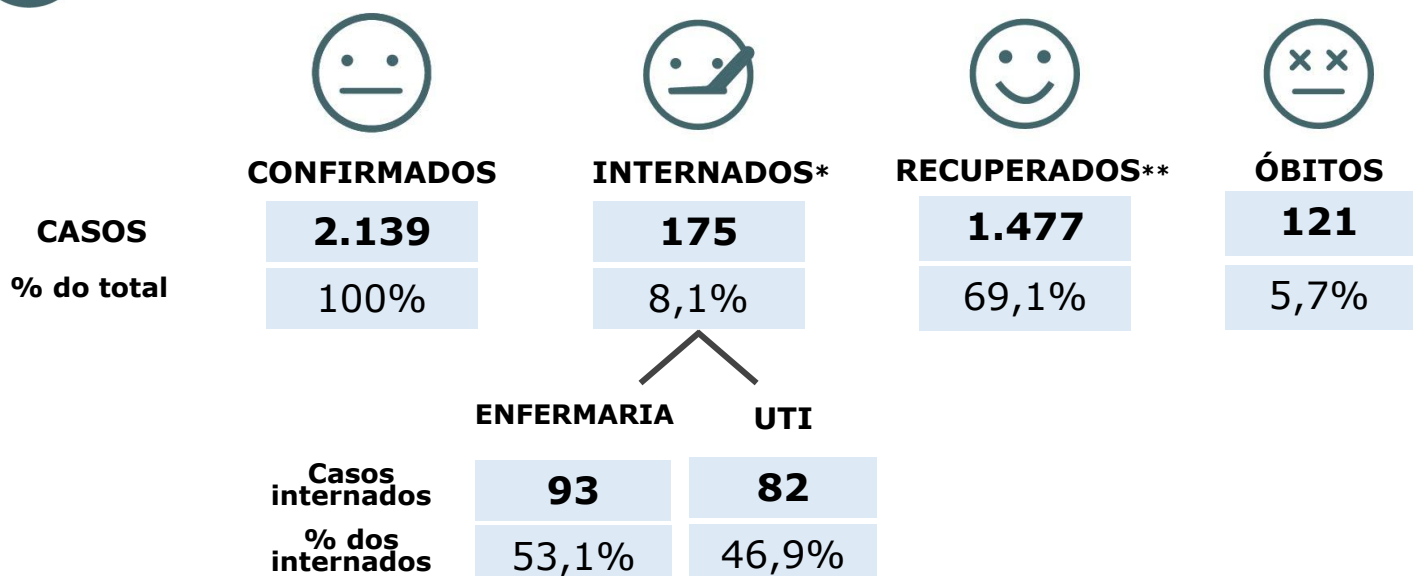 CONFIRMADOS INTERNADOS* RECUPERADOS** ÓBITOS
CASOS 2.139 175 1.477 121
% do total 100% 8,1% 69,1% 5,7%
ENFERMARIA UTI
Casos
internados 93 82
% dos
internados 53,1% 46,9%